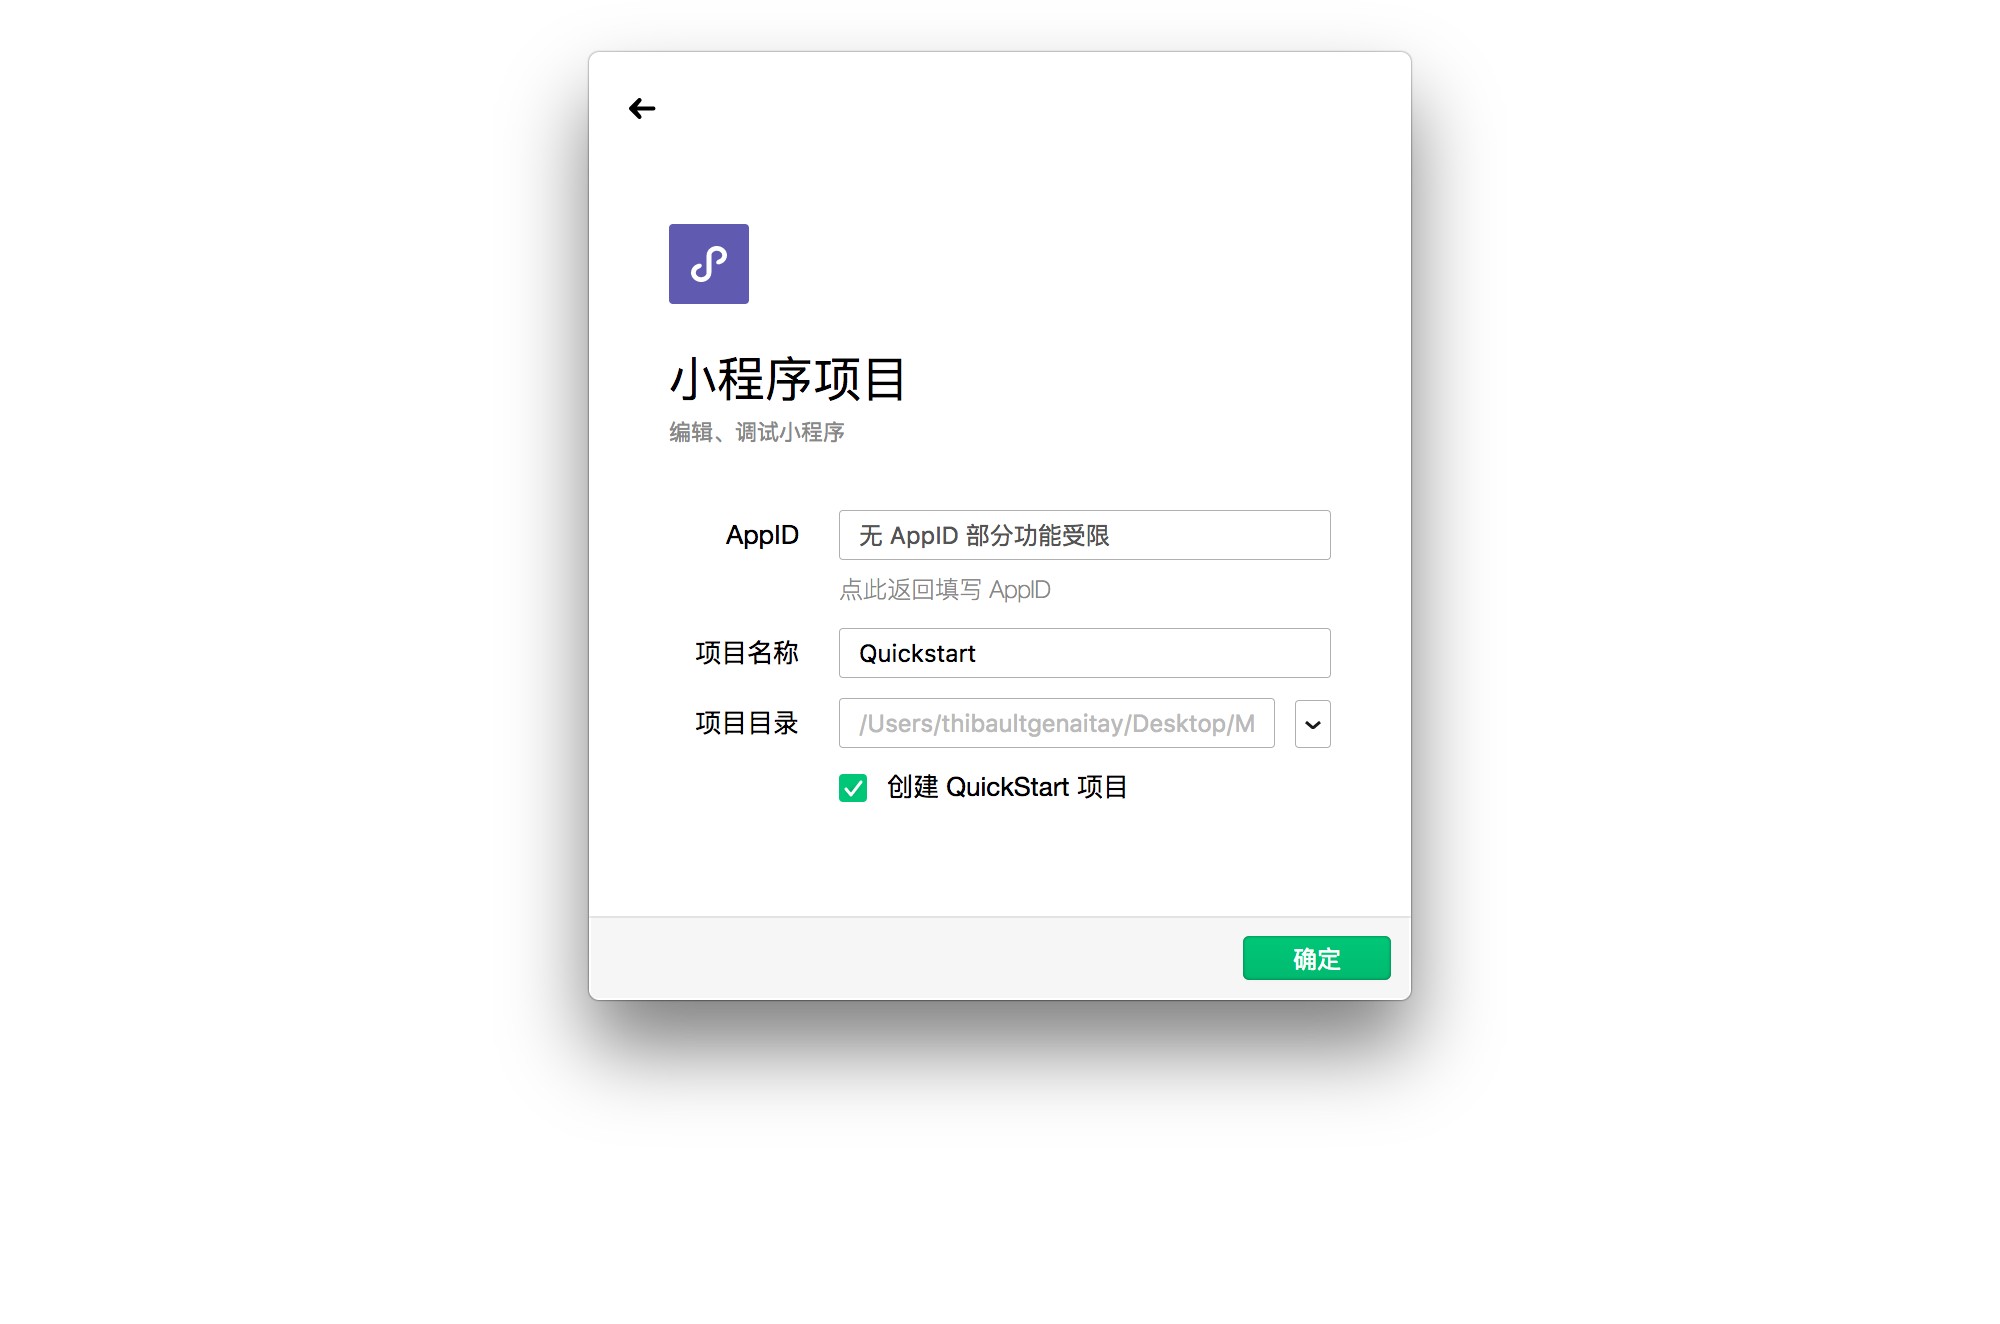 小程序项目
编辑、调试小程序
AppID
无 AppID 部分功能受限
点此返回填写 AppID
项目名称
Quickstart
项目目录
/Users/thibaultgenaitay/Desktop/M
创建 QuickStart 项目
确定